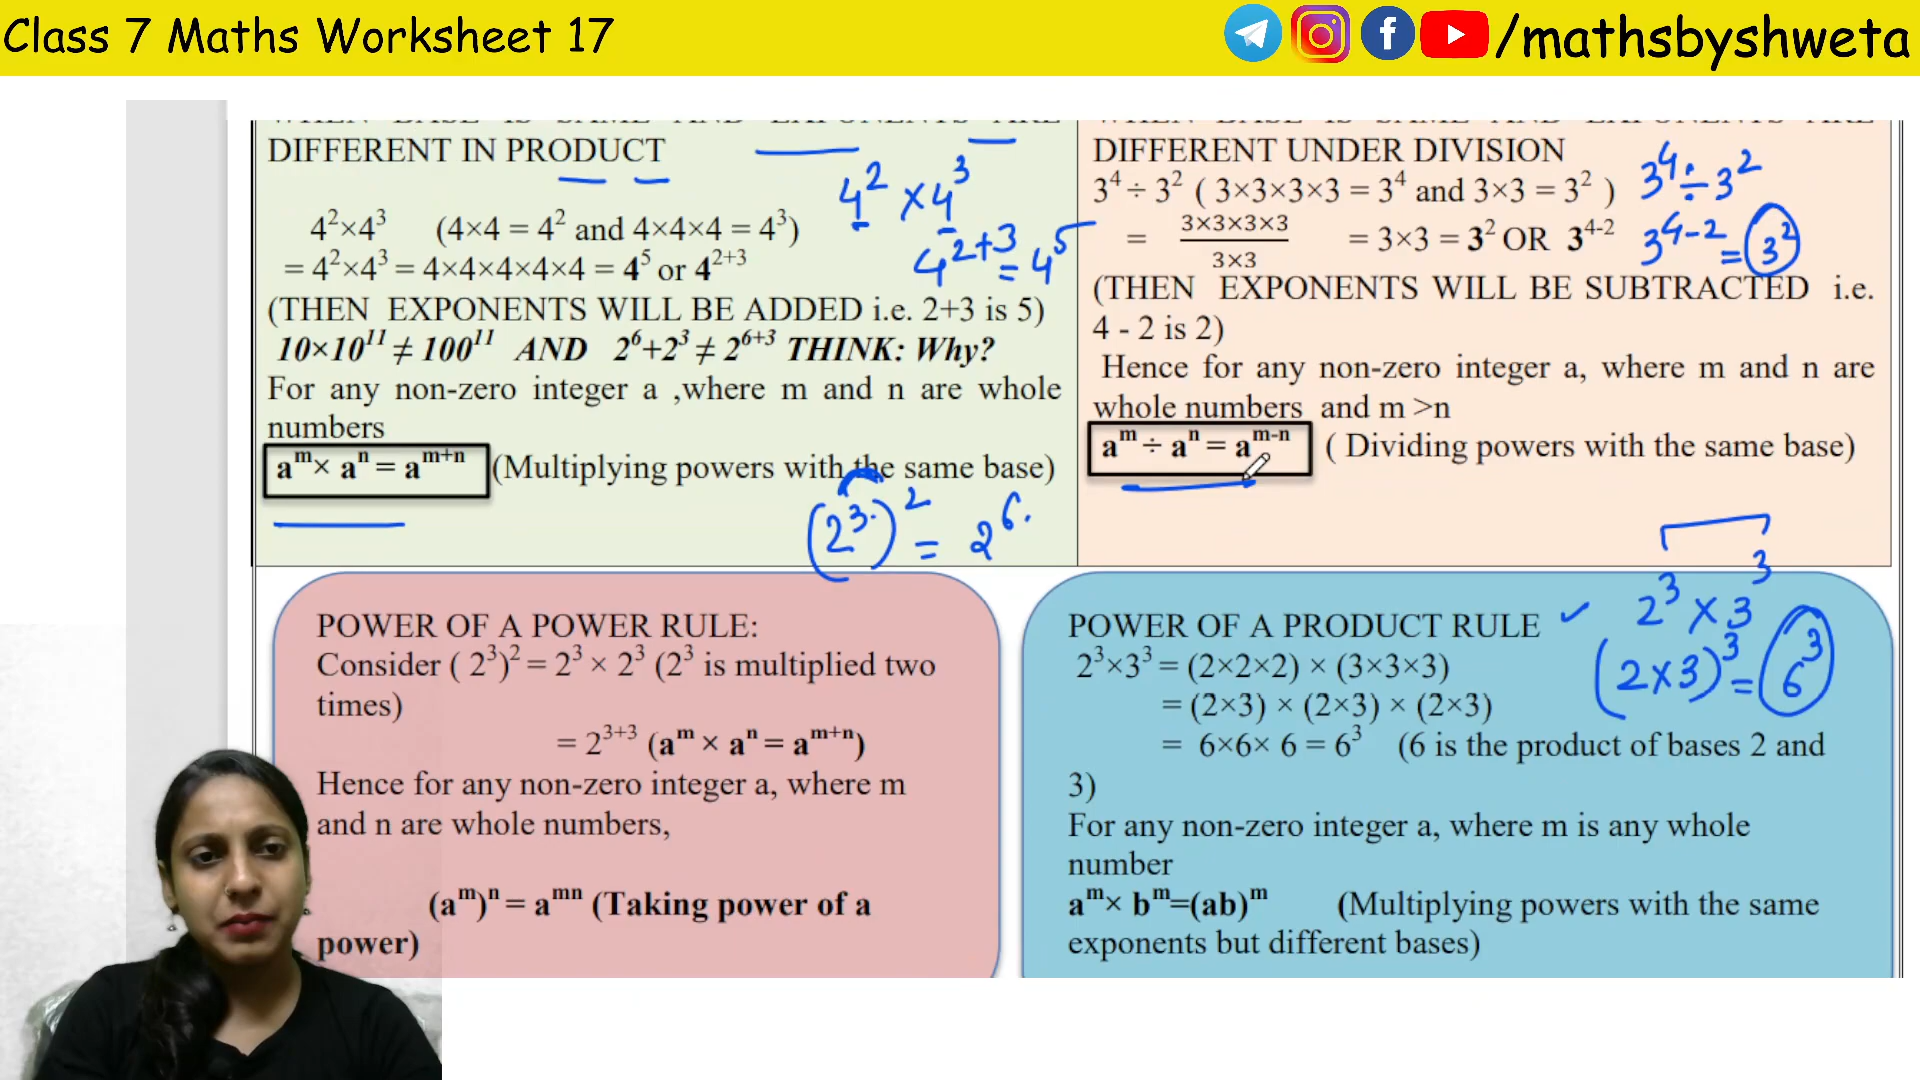 Class 7 Maths Worksheet 17
/mathsbyshweta
DIFFERENT IN PRODUCT
4² × 4³
4²×4³ (4×4 = 4² and 4×4×4 = 4³)
4²⁺³ = 4⁵
= 4²×4³ = 4×4×4×4×4 = 4⁵ or 4²⁺³
(THEN EXPONENTS WILL BE ADDED i.e. 2+3 is 5)
10×10¹¹ ≠ 100¹¹ AND 2⁶+2³ ≠ 2⁶⁺³ THINK: Why?
For any non-zero integer a ,where m and n are whole
numbers
aᵐ× aⁿ = aᵐ⁺ⁿ (Multiplying powers with the same base)
(2³)² = 2⁶
DIFFERENT UNDER DIVISION
3⁴ ÷ 3² ( 3×3×3×3 = 3⁴ and 3×3 = 3² )
3⁴ ÷ 3²
= 3×3×3×3 / 3×3 = 3×3 = 3² OR 3⁴⁻²
3⁴⁻² = 3²
(THEN EXPONENTS WILL BE SUBTRACTED i.e.
4 - 2 is 2)
Hence for any non-zero integer a, where m and n are
whole numbers and m >n
aᵐ ÷ aⁿ = aᵐ⁻ⁿ ( Dividing powers with the same base)
POWER OF A POWER RULE:
Consider ( 2³)² = 2³ × 2³ (2³ is multiplied two
times)
= 2³⁺³ (aᵐ × aⁿ = aᵐ⁺ⁿ)
Hence for any non-zero integer a, where m
and n are whole numbers,
(aᵐ)ⁿ = aᵐⁿ (Taking power of a
power)
POWER OF A PRODUCT RULE
2³ × 3³
2³×3³ = (2×2×2) × (3×3×3)
(2×3)³ = 6³
= (2×3) × (2×3) × (2×3)
= 6×6× 6 = 6³ (6 is the product of bases 2 and
3)
For any non-zero integer a, where m is any whole
number
aᵐ× bᵐ=(ab)ᵐ (Multiplying powers with the same
exponents but different bases)